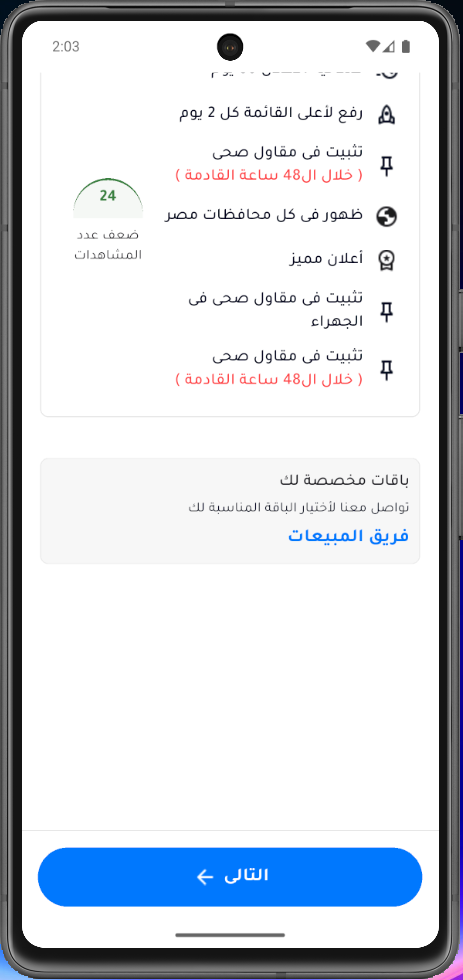 2:03
رفع لأعلى القائمة كل 2 يوم
تثبيت فى مقاول صحى
( خلال ال48 ساعة القادمة )
ظهور فى كل محافظات مصر
أعلان مميز
تثبيت فى مقاول صحى فى
الجهراء
تثبيت فى مقاول صحى
( خلال ال48 ساعة القادمة )
24
ضعف عدد
المشاهدات
باقات مخصصة لك
تواصل معنا لأختيار الباقة المناسبة لك
فريق المبيعات
التالى